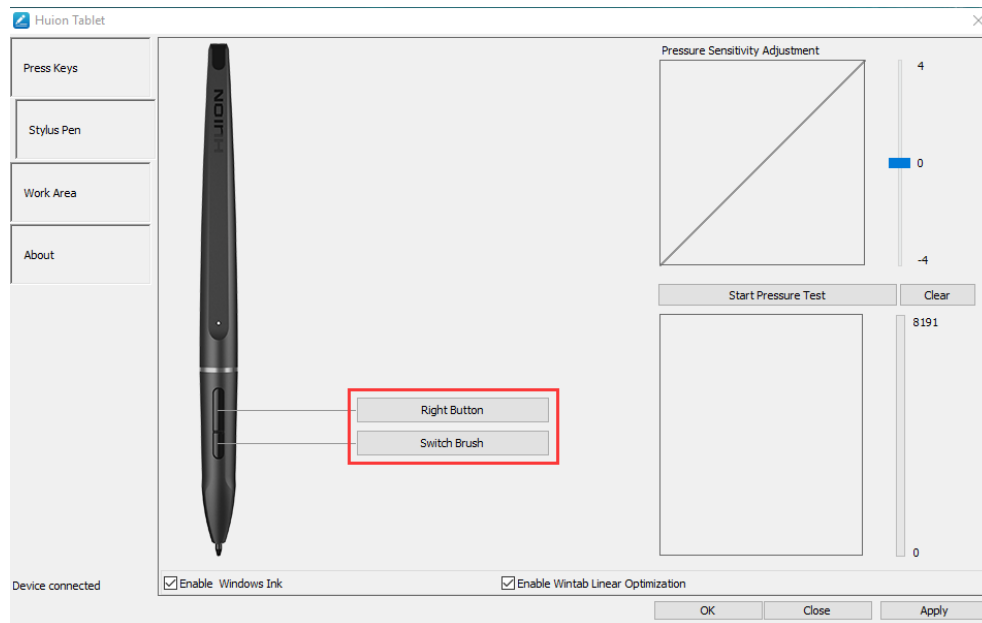 Huion Tablet
Press Keys
Stylus Pen
Work Area
About
Device connected
HUION
Right Button
Switch Brush
Pressure Sensitivity Adjustment
4
0
-4
Start Pressure Test
Clear
8191
0
Enable Windows Ink
Enable Wintab Linear Optimization
OK
Close
Apply